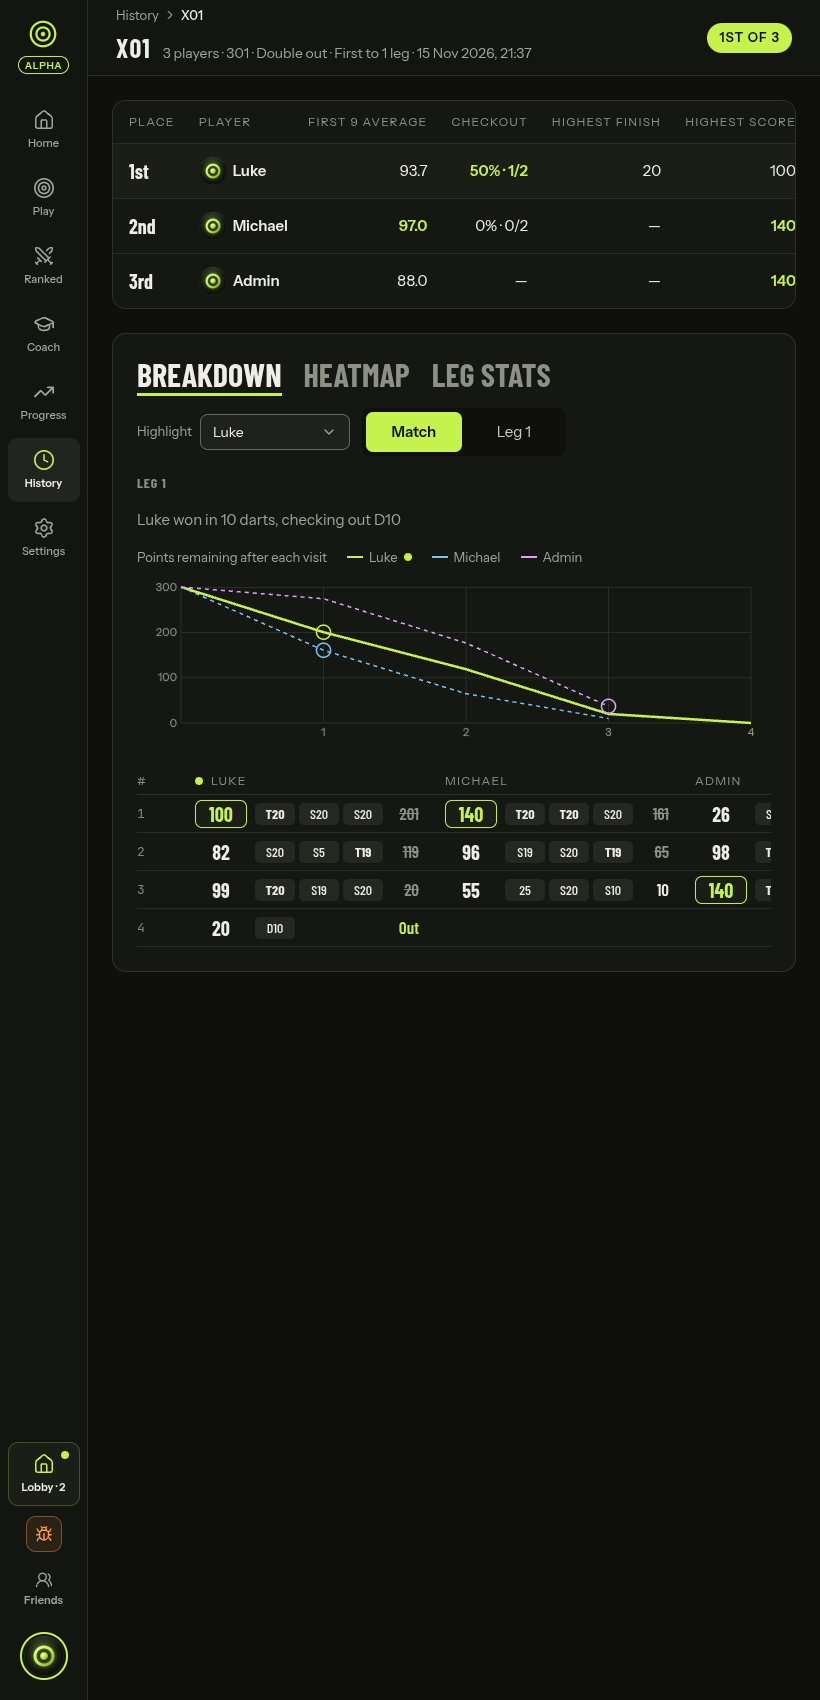 History > X01
X01 3 players · 301 · Double out · First to 1 leg · 15 Nov 2026, 21:37
1ST OF 3
ALPHA
Home
Play
Ranked
Coach
Progress
History
Settings
Lobby · 2
Friends
PLACE PLAYER FIRST 9 AVERAGE CHECKOUT HIGHEST FINISH HIGHEST SCORE
1st Luke 93.7 50% · 1/2 20 100
2nd Michael 97.0 0% · 0/2 — 140
3rd Admin 88.0 — — 140
BREAKDOWN HEATMAP LEG STATS
Highlight Luke Match Leg 1
LEG 1
Luke won in 10 darts, checking out D10
Points remaining after each visit Luke Michael Admin
300
200
100
0
1 2 3 4
# LUKE MICHAEL ADMIN
1 100 T20 S20 S20 201 140 T20 T20 S20 161 26 S
2 82 S20 S5 T19 119 96 S19 S20 T19 65 98 T
3 99 T20 S19 S20 20 55 25 S20 S10 10 140 T
4 20 D10 Out